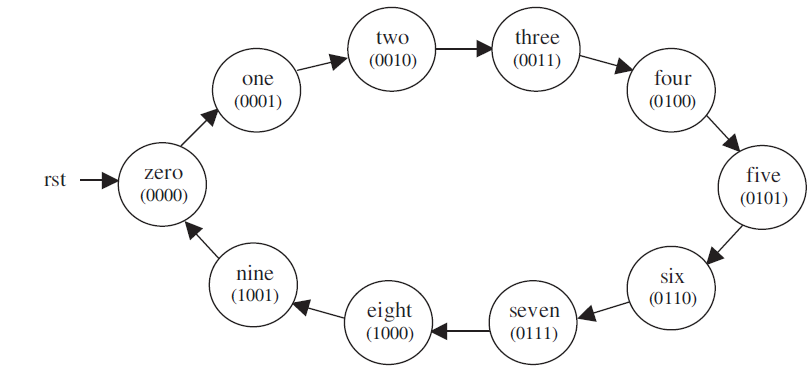 two
(0010)
three
(0011)
one
(0001)
four
(0100)
rst
zero
(0000)
five
(0101)
nine
(1001)
six
(0110)
eight
(1000)
seven
(0111)